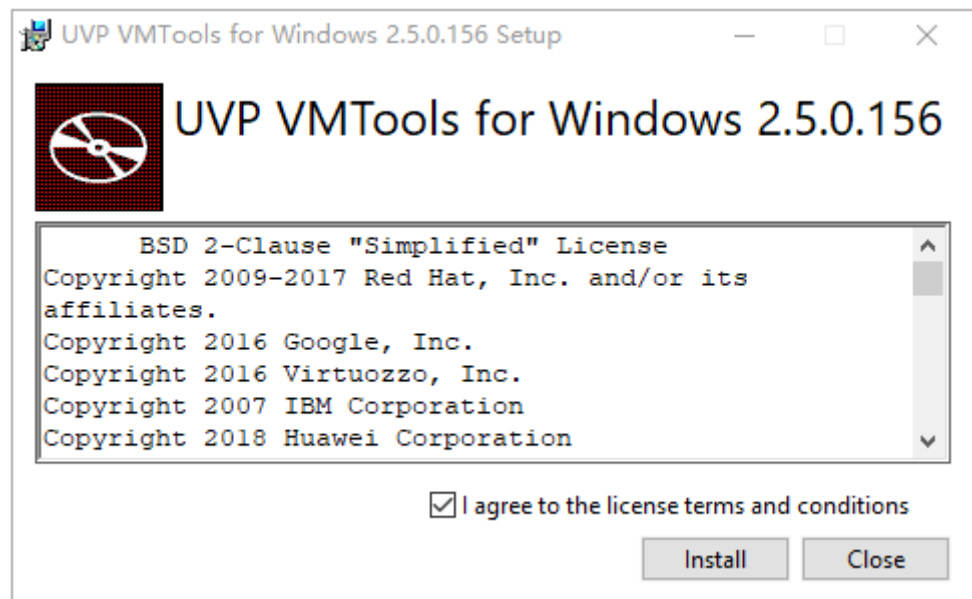 UVP VMTools for Windows 2.5.0.156 Setup
UVP VMTools for Windows 2.5.0.156
BSD 2-Clause "Simplified" License
Copyright 2009-2017 Red Hat, Inc. and/or its
affiliates.
Copyright 2016 Google, Inc.
Copyright 2016 Virtuozzo, Inc.
Copyright 2007 IBM Corporation
Copyright 2018 Huawei Corporation
I agree to the license terms and conditions
Install Close